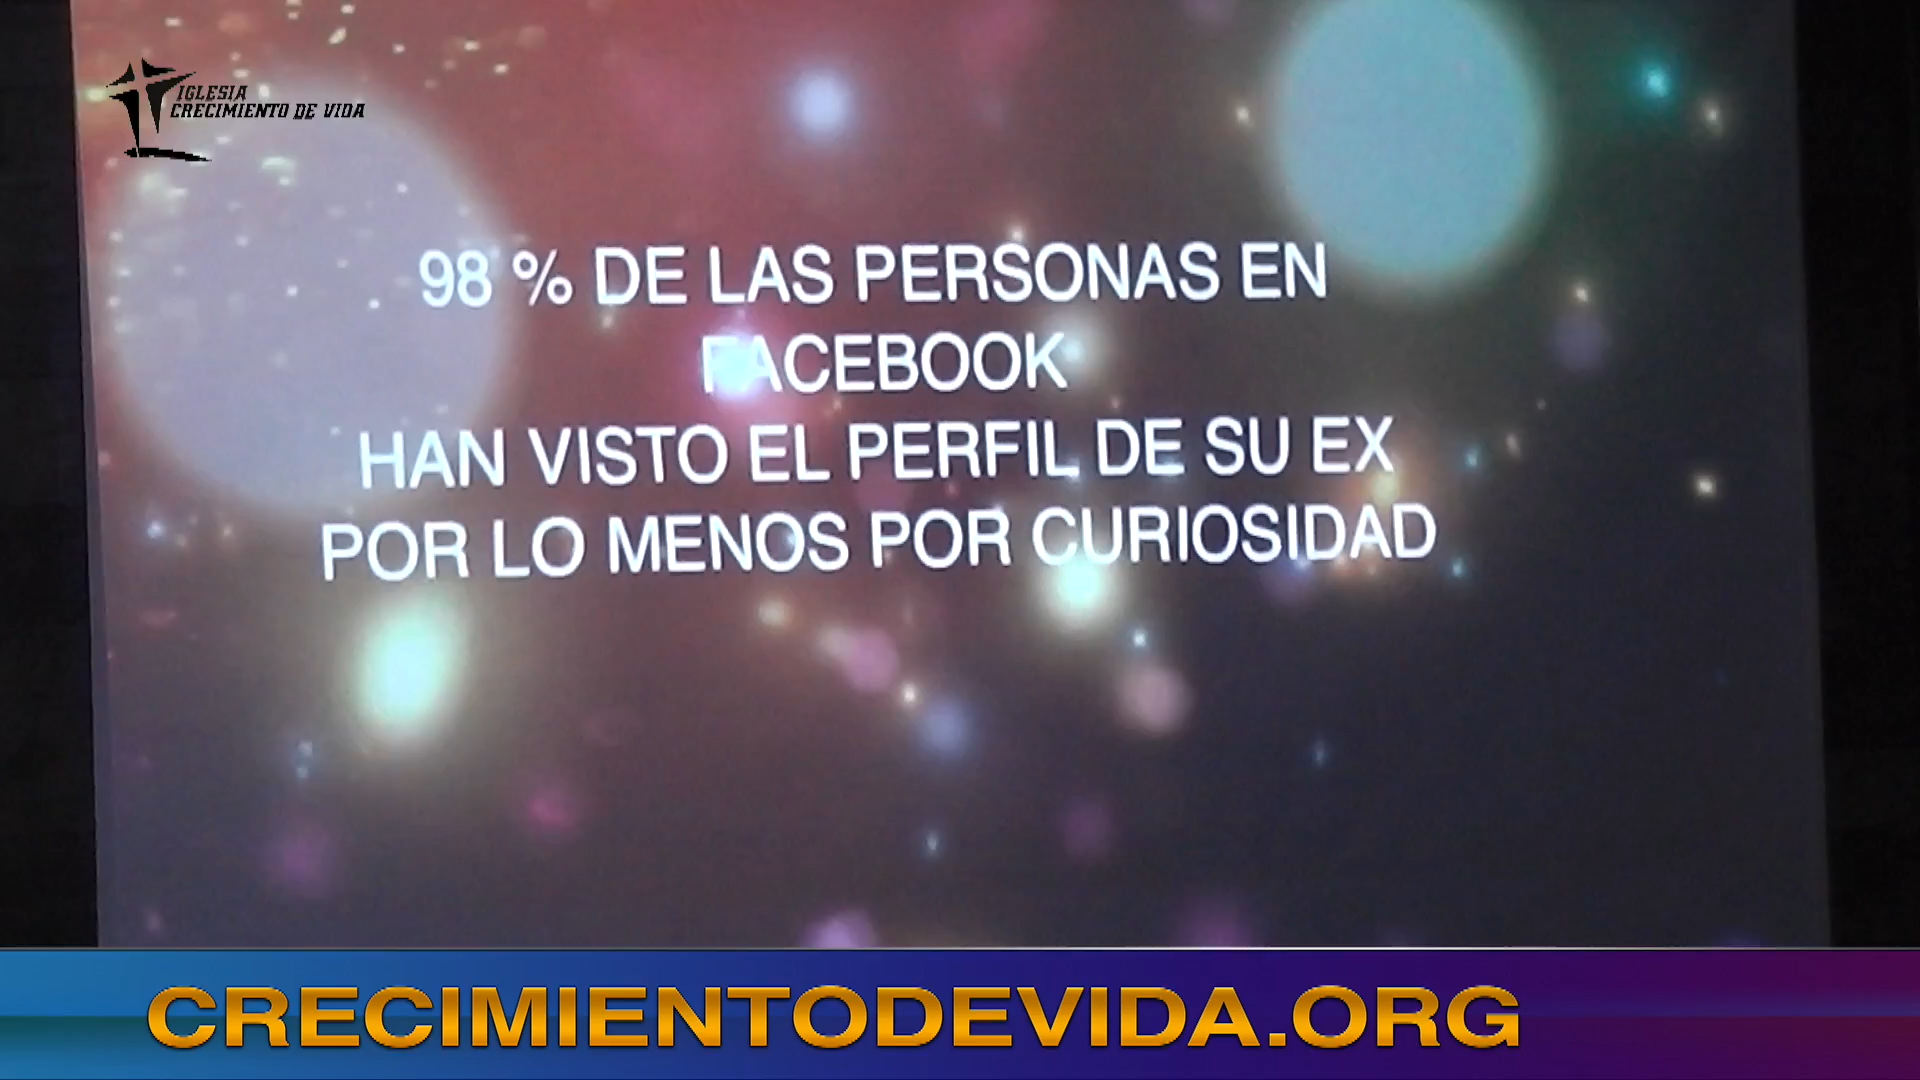 IGLESIA
CRECIMIENTO DE VIDA
98 % DE LAS PERSONAS EN
FACEBOOK
HAN VISTO EL PERFIL DE SU EX
POR LO MENOS POR CURIOSIDAD
CRECIMIENTODEVIDA.ORG